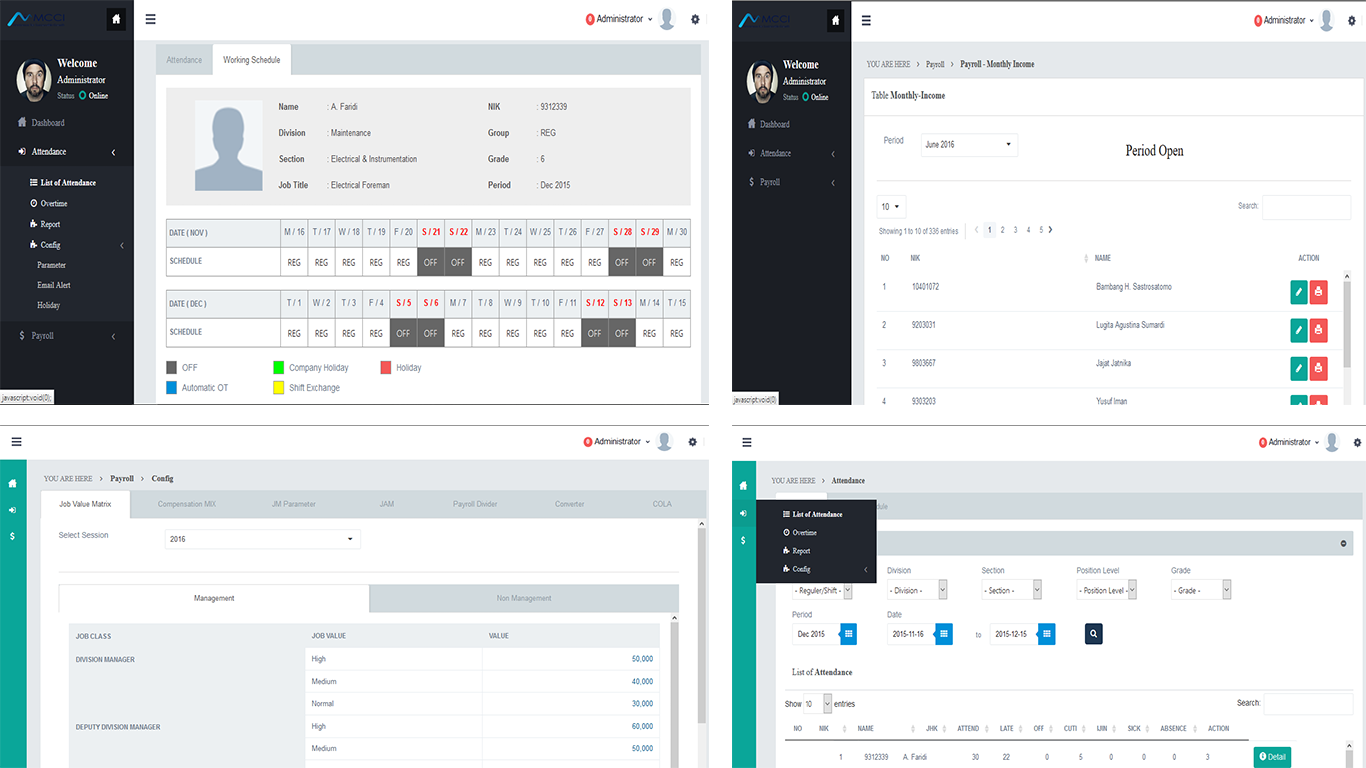 MCCI
0 Administrator
Welcome
Administrator
Status Online
Dashboard
Attendance
List of Attendance
Overtime
Report
Config
Parameter
Email Alert
Holiday
Payroll
javascript:void(0);
Attendance Working Schedule
Name : A. Faridi NIK : 9312339
Division : Maintenance Group : REG
Section : Electrical & Instrumentation Grade : 6
Job Title : Electrical Foreman Period : Dec 2015
DATE ( NOV ) M / 16 T / 17 W / 18 T / 19 F / 20 S / 21 S / 22 M / 23 T / 24 W / 25 T / 26 F / 27 S / 28 S / 29 M / 30
SCHEDULE REG REG REG REG REG OFF OFF REG REG REG REG REG OFF OFF REG
DATE ( DEC ) T / 1 W / 2 T / 3 F / 4 S / 5 S / 6 M / 7 T / 8 W / 9 T / 10 F / 11 S / 12 S / 13 M / 14 T / 15
SCHEDULE REG REG REG REG OFF OFF REG REG REG REG REG OFF OFF REG REG
OFF Company Holiday Holiday
Automatic OT Shift Exchange
MCCI
0 Administrator
Welcome
Administrator
Status Online
Dashboard
Attendance
Payroll
javascript:void(0)
YOU ARE HERE > Payroll > Payroll - Monthly Income
Table Monthly-Income
Period June 2016 Period Open
10 Search:
Showing 1 to 10 of 336 entries 1 2 3 4 5
NO NIK NAME ACTION
1 10401072 Bambang H. Sastrosatomo
2 9203031 Lugita Agustina Sumardi
3 9803667 Jajat Jatnika
4 9303203 Yusuf Iman
0 Administrator
YOU ARE HERE > Payroll > Config
Job Value Matrix Compensation MIX JM Parameter JAM Payroll Divider Converter COLA
Select Session 2016
Management Non Management
JOB CLASS JOB VALUE VALUE
DIVISION MANAGER High 50,000
Medium 40,000
Normal 30,000
DEPUTY DIVISION MANAGER High 60,000
Medium 50,000
0 Administrator
YOU ARE HERE > Attendance
List of Attendance
Overtime
Report
Config
Division Section Position Level Grade
- Reguler/Shift - - Division - - Section - - Position Level - - Grade -
Period Date
Dec 2015 2015-11-16 to 2015-12-15
List of Attendance
Show 10 entries Search:
NO NIK NAME JHK ATTEND LATE OFF CUTI IJIN SICK ABSENCE ACTION
1 9312339 A. Faridi 30 22 0 5 0 0 0 3 Detail